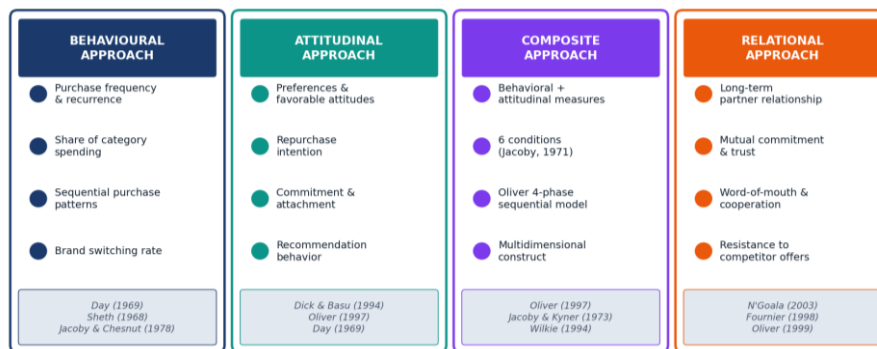 BEHAVIOURAL
APPROACH
Purchase frequency
& recurrence
Share of category
spending
Sequential purchase
patterns
Brand switching rate
Day (1969)
Sheth (1968)
Jacoby & Chesnut (1978)
ATTITUDINAL
APPROACH
Preferences &
favorable attitudes
Repurchase
intention
Commitment &
attachment
Recommendation
behavior
Dick & Basu (1994)
Oliver (1997)
Day (1969)
COMPOSITE
APPROACH
Behavioral +
attitudinal measures
6 conditions
(Jacoby, 1971)
Oliver 4-phase
sequential model
Multidimensional
construct
Oliver (1997)
Jacoby & Kyner (1973)
Wilkie (1994)
RELATIONAL
APPROACH
Long-term
partner relationship
Mutual commitment
& trust
Word-of-mouth &
cooperation
Resistance to
competitor offers
N'Goala (2003)
Fournier (1998)
Oliver (1999)